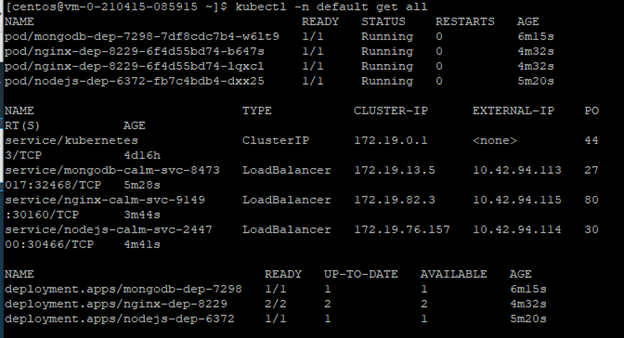 [centos@vm-0-210415-085915 ~]$ kubectl -n default get all
NAME READY STATUS RESTARTS AGE
pod/mongodb-dep-7298-7df8cdc7b4-w6lt9 1/1 Running 0 6m15s
pod/nginx-dep-8229-6f4d55bd74-b647s 1/1 Running 0 4m32s
pod/nginx-dep-8229-6f4d55bd74-lqxcl 1/1 Running 0 4m32s
pod/nodejs-dep-6372-fb7c4bdb4-dxx25 1/1 Running 0 5m20s
NAME TYPE CLUSTER-IP EXTERNAL-IP PO
RT(S) AGE
service/kubernetes ClusterIP 172.19.0.1 <none> 44
3/TCP 4d16h
service/mongodb-calm-svc-8473 LoadBalancer 172.19.13.5 10.42.94.113 27
017:32468/TCP 5m28s
service/nginx-calm-svc-9149 LoadBalancer 172.19.82.3 10.42.94.115 80
:30160/TCP 3m44s
service/nodejs-calm-svc-2447 LoadBalancer 172.19.76.157 10.42.94.114 30
00:30466/TCP 4m41s
NAME READY UP-TO-DATE AVAILABLE AGE
deployment.apps/mongodb-dep-7298 1/1 1 1 6m15s
deployment.apps/nginx-dep-8229 2/2 2 2 4m32s
deployment.apps/nodejs-dep-6372 1/1 1 1 5m20s